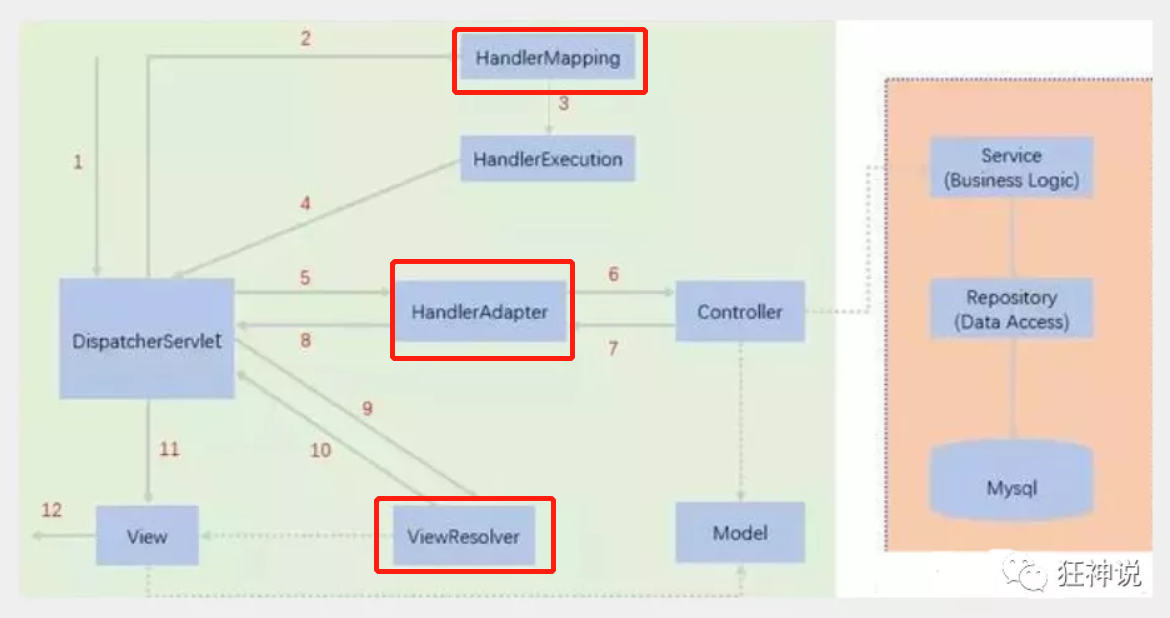 2
HandlerMapping
3
1
HandlerExecution
4
Service
(Business Logic)
5
6
HandlerAdapter
Controller
Repository
(Data Access)
DispatcherServlet
8
7
9
11
10
12
View
ViewResolver
Model
Mysql
狂神说